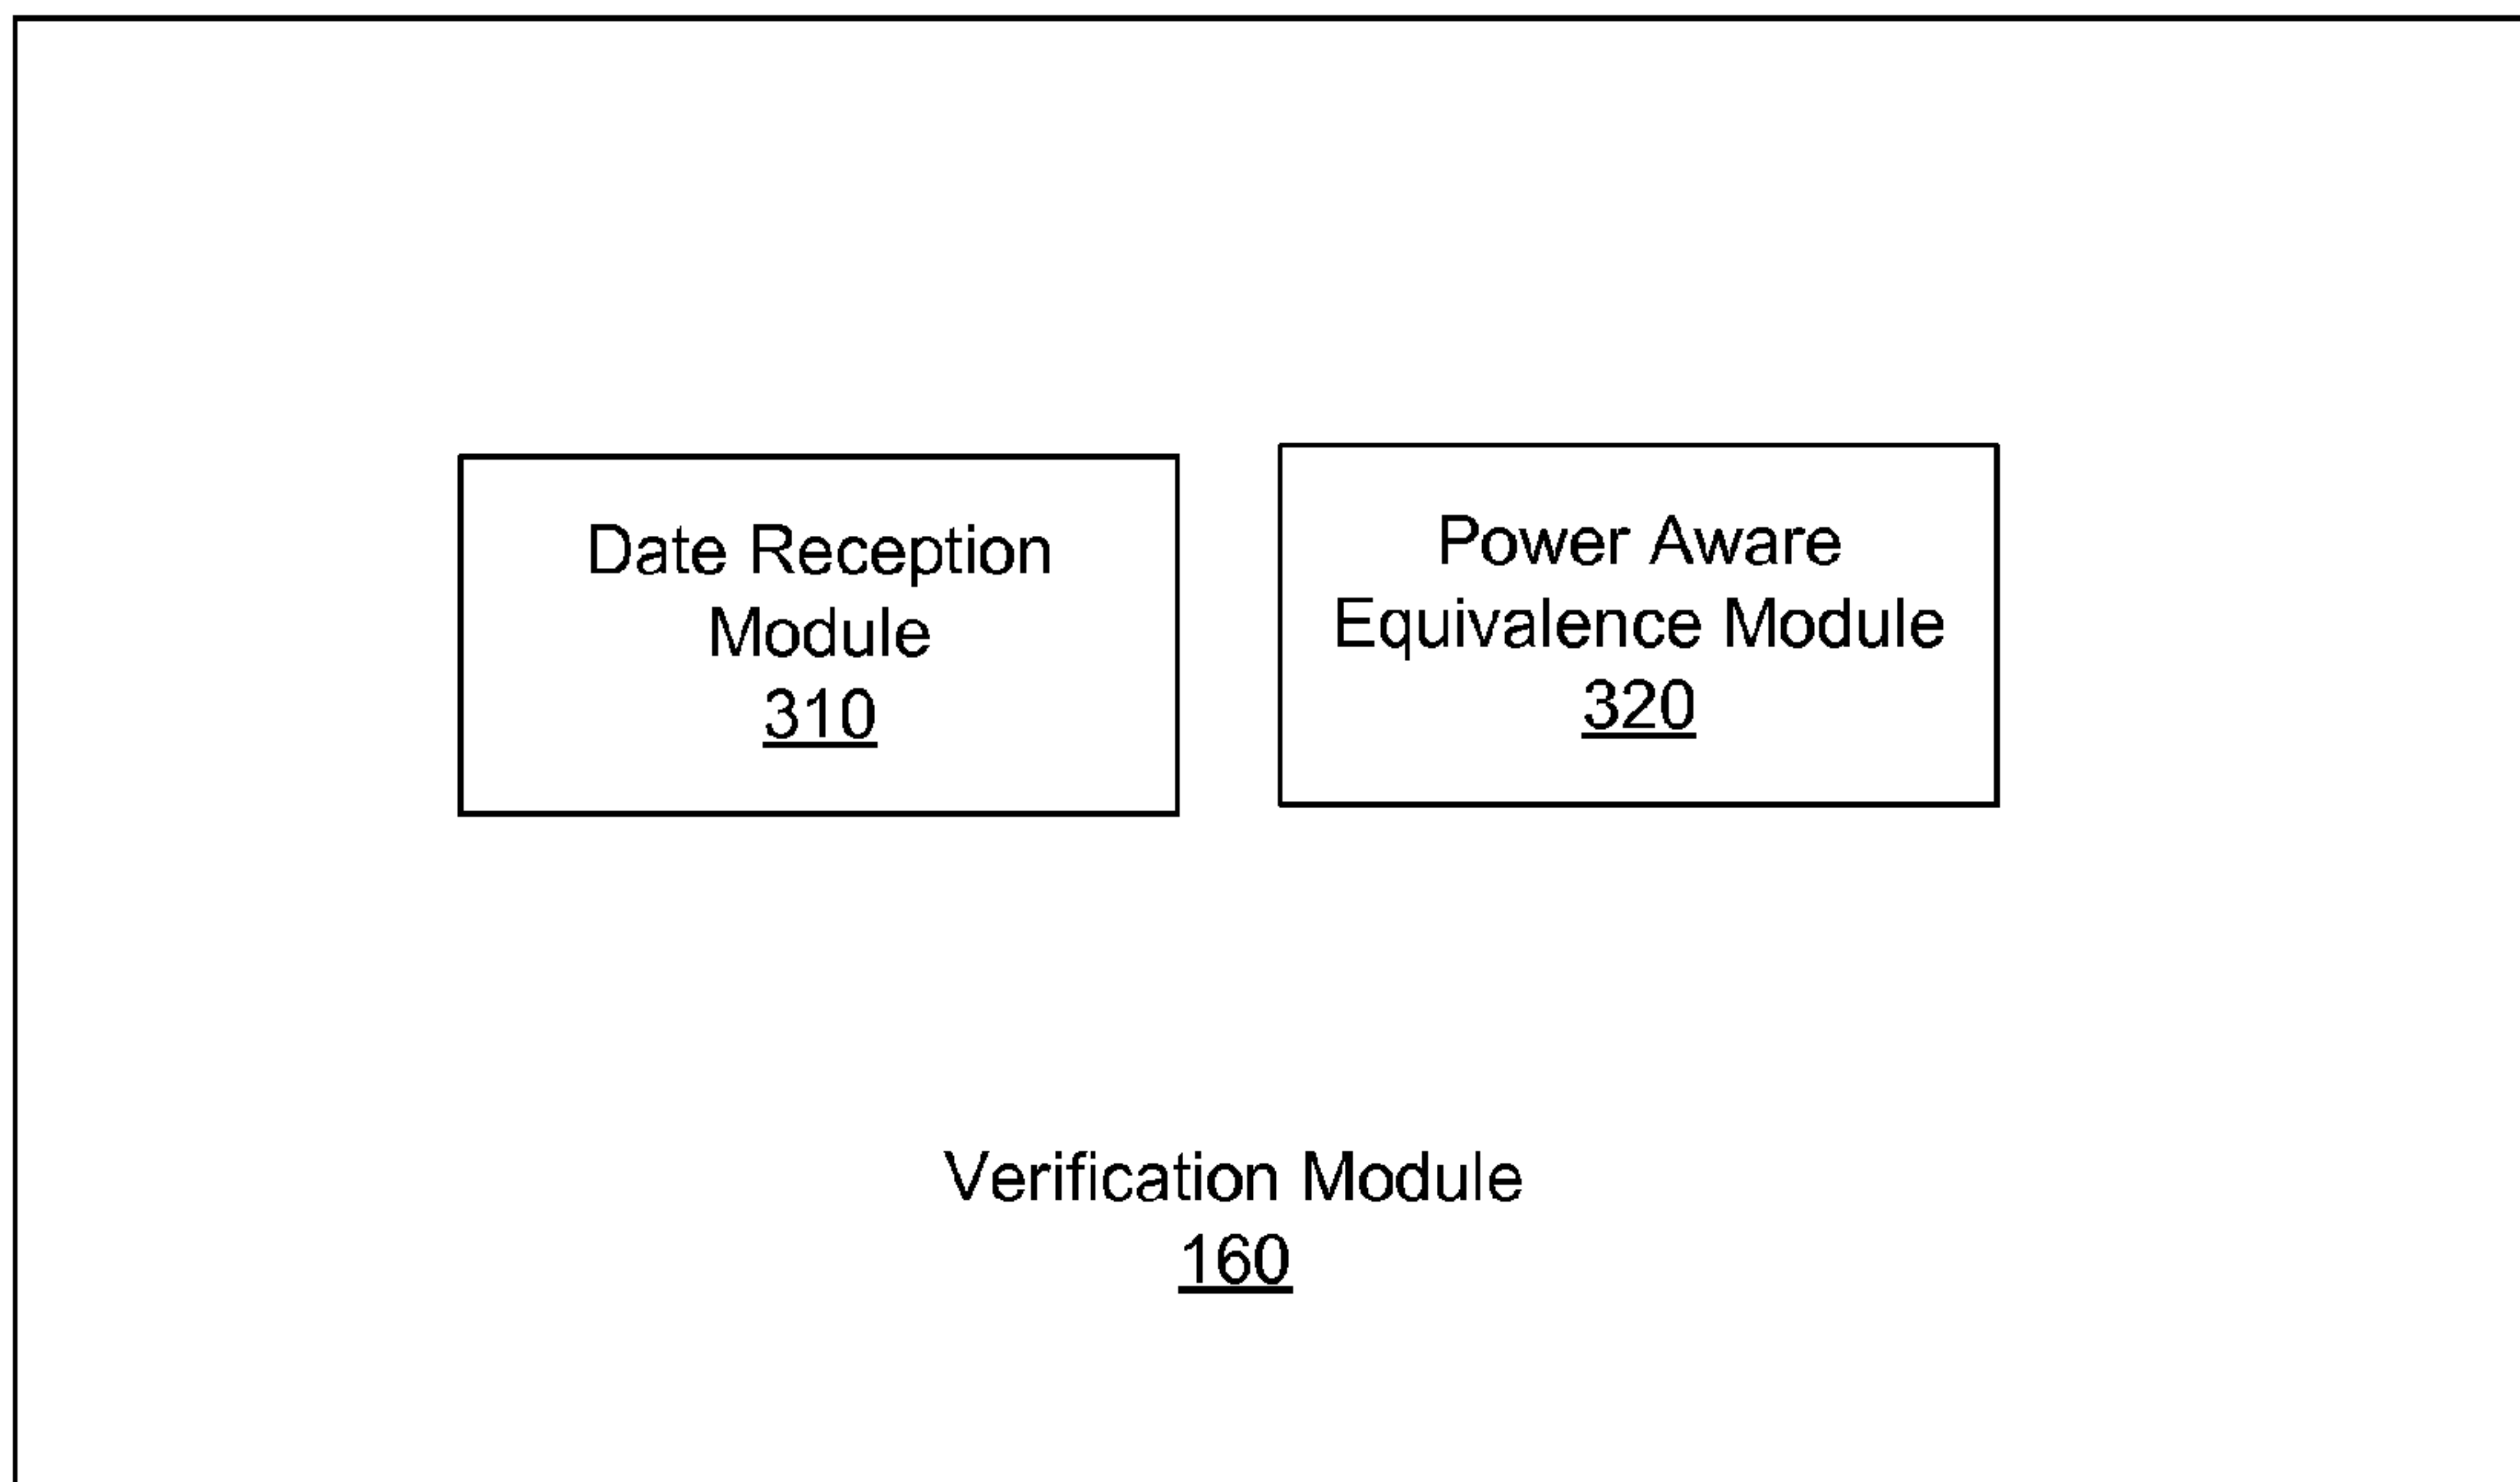 Date Reception
Module
310
Power Aware
Equivalence Module
320
Verification Module
160